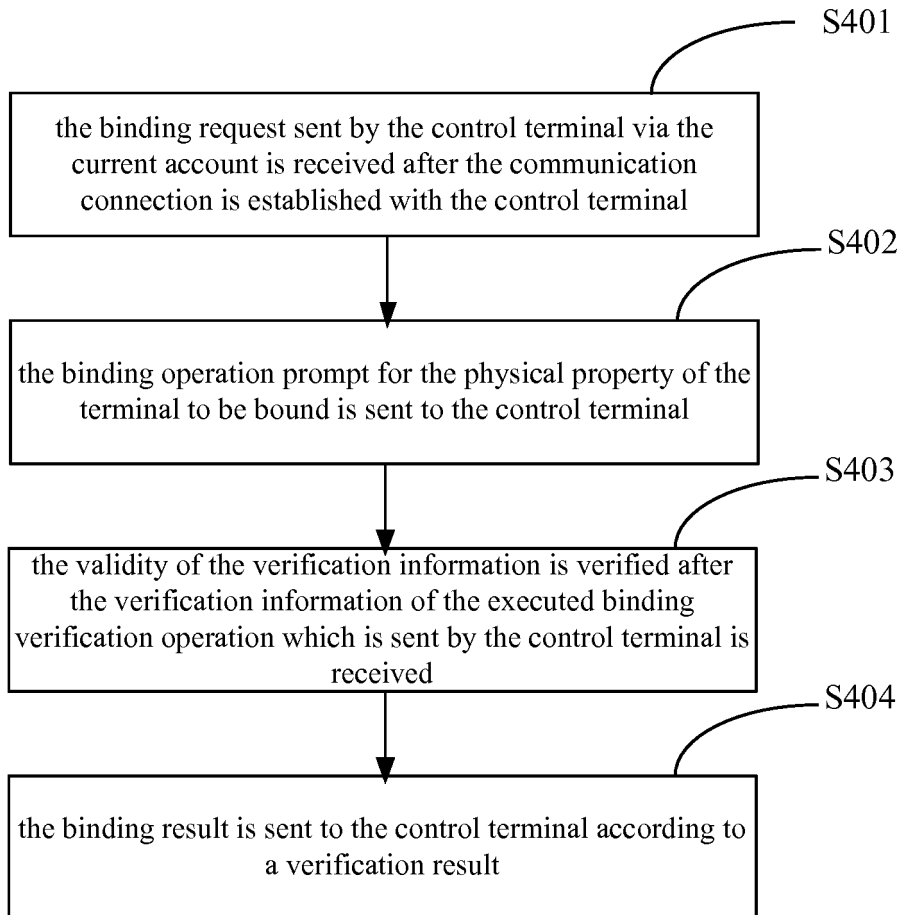 S401
the binding request sent by the control terminal via the
current account is received after the communication
connection is established with the control terminal
S402
the binding operation prompt for the physical property of the
terminal to be bound is sent to the control terminal
S403
the validity of the verification information is verified after
the verification information of the executed binding
verification operation which is sent by the control terminal is
received
S404
the binding result is sent to the control terminal according to
a verification result